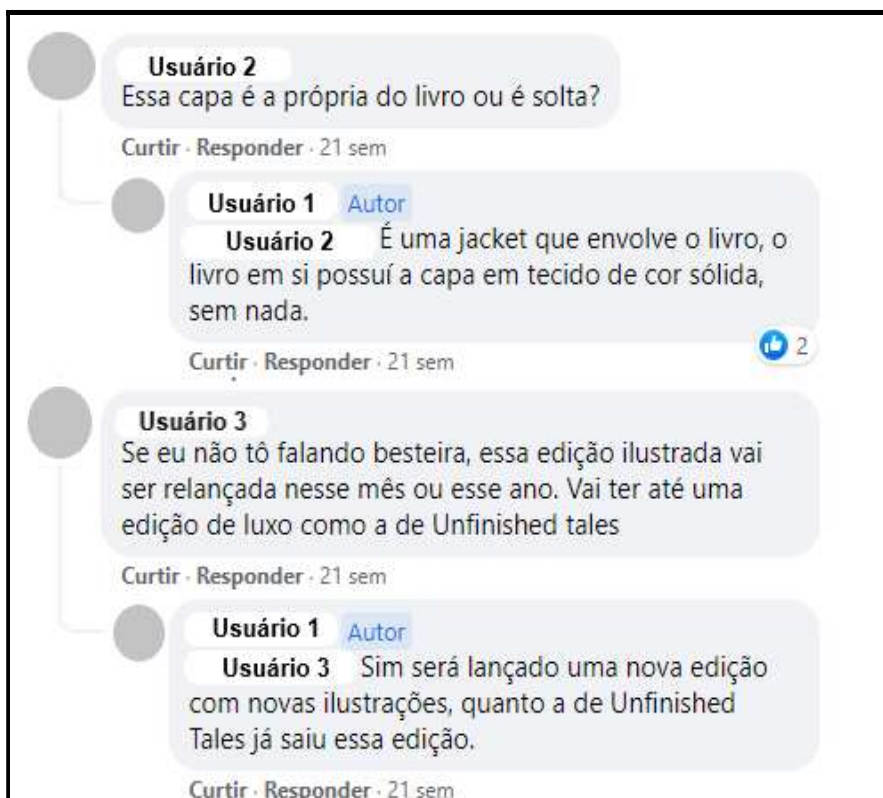 Usuário 2
Essa capa é a própria do livro ou é solta?
Curtir · Responder · 21 sem
Usuário 1 Autor
Usuário 2 É uma jacket que envolve o livro, o
livro em si possuí a capa em tecido de cor sólida,
sem nada.
2
Curtir · Responder · 21 sem
Usuário 3
Se eu não tô falando besteira, essa edição ilustrada vai
ser relançada nesse mês ou esse ano. Vai ter até uma
edição de luxo como a de Unfinished tales
Curtir · Responder · 21 sem
Usuário 1 Autor
Usuário 3 Sim será lançado uma nova edição
com novas ilustrações, quanto a de Unfinished
Tales já saiu essa edição.
Curtir · Responder · 21 sem